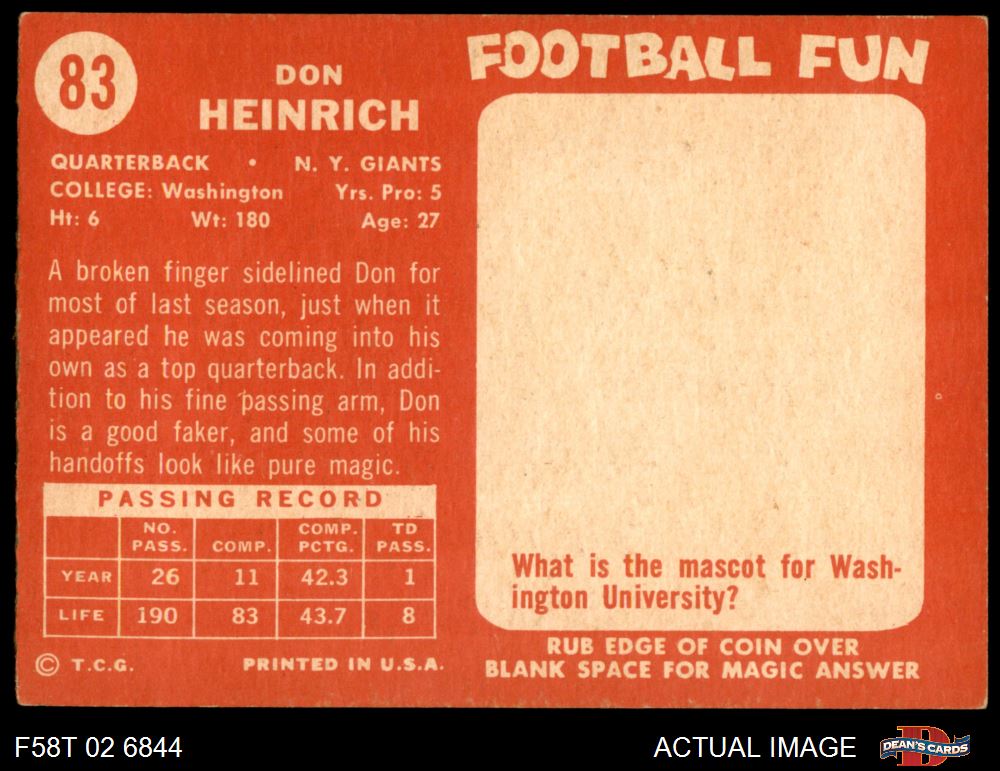 83
DON
HEINRICH
QUARTERBACK • N. Y. GIANTS
COLLEGE: Washington Yrs. Pro: 5
Ht: 6 Wt: 180 Age: 27
A broken finger sidelined Don for
most of last season, just when it
appeared he was coming into his
own as a top quarterback. In addi-
tion to his fine passing arm, Don
is a good faker, and some of his
handoffs look like pure magic.
PASSING RECORD
NO. PASS. COMP. COMP. PCTG. TD PASS.
YEAR 26 11 42.3 1
LIFE 190 83 43.7 8
© T.C.G. PRINTED IN U.S.A.
FOOTBALL FUN
What is the mascot for Wash-
ington University?
RUB EDGE OF COIN OVER
BLANK SPACE FOR MAGIC ANSWER
F58T 02 6844 ACTUAL IMAGE
D
DEAN'S CARDS